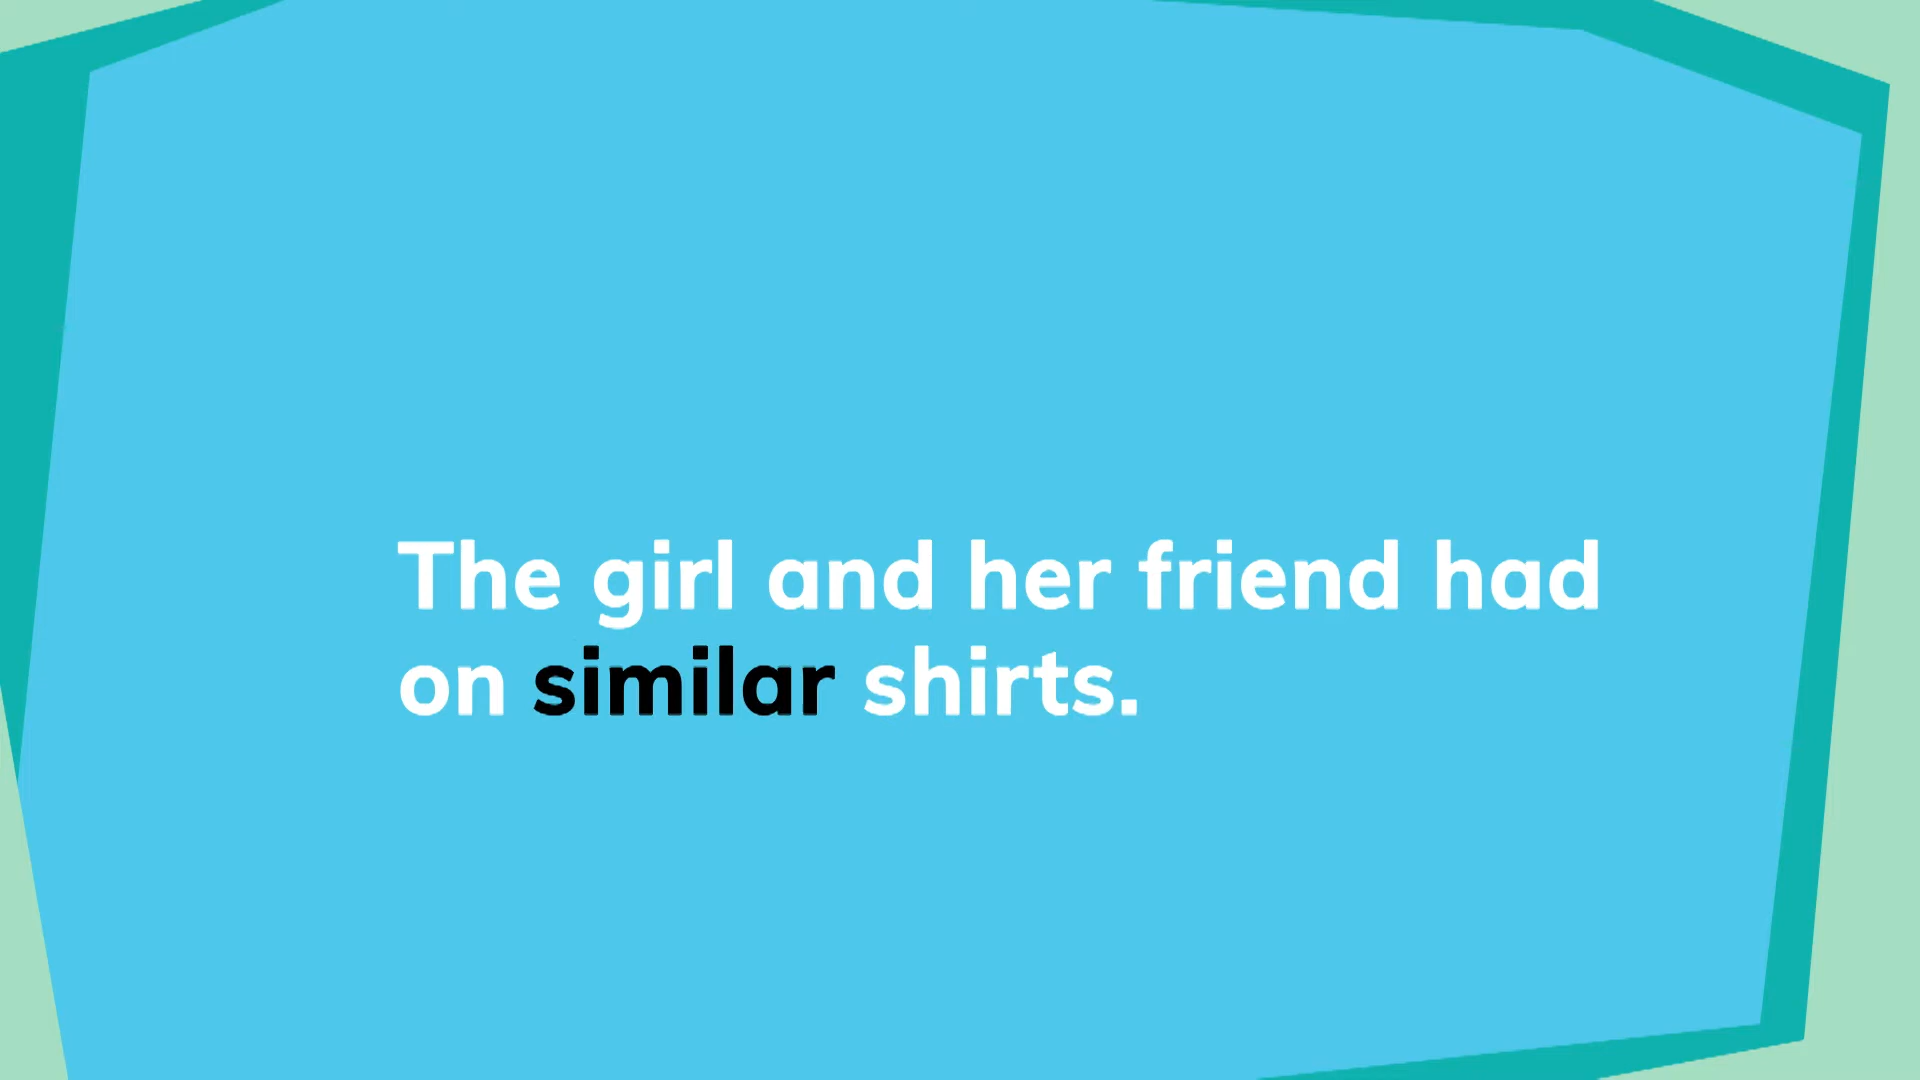 The girl and her friend had
on similar shirts.